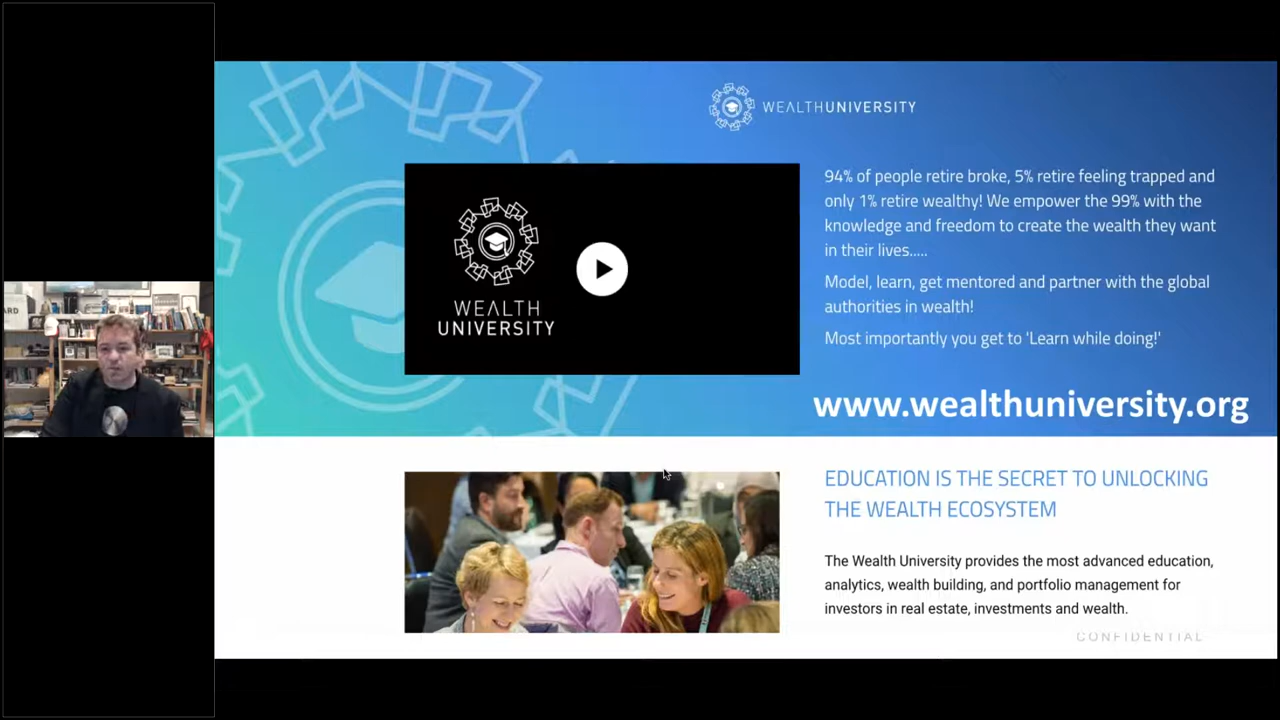 WEALTHUNIVERSITY
94% of people retire broke, 5% retire feeling trapped and
only 1% retire wealthy! We empower the 99% with the
knowledge and freedom to create the wealth they want
in their lives.....
Model, learn, get mentored and partner with the global
authorities in wealth!
Most importantly you get to 'Learn while doing!'
WEALTH
UNIVERSITY
www.wealthuniversity.org
EDUCATION IS THE SECRET TO UNLOCKING
THE WEALTH ECOSYSTEM
The Wealth University provides the most advanced education,
analytics, wealth building, and portfolio management for
investors in real estate, investments and wealth.
CONFIDENTIAL
ARD